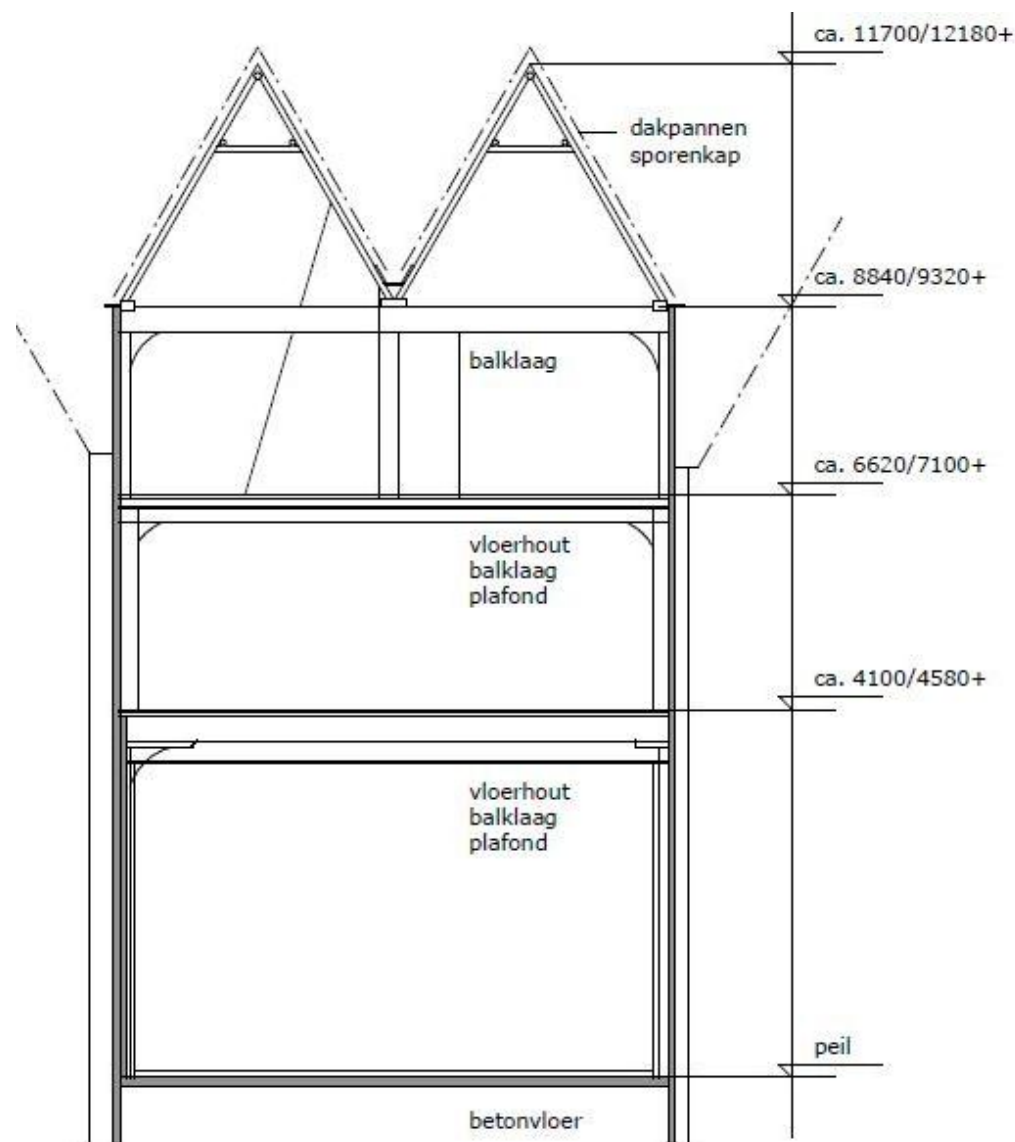 ca. 11700/12180+
dakpannen
sporenkap
ca. 8840/9320+
balklaag
ca. 6620/7100+
vloerhout
balklaag
plafond
ca. 4100/4580+
vloerhout
balklaag
plafond
peil
betonvloer